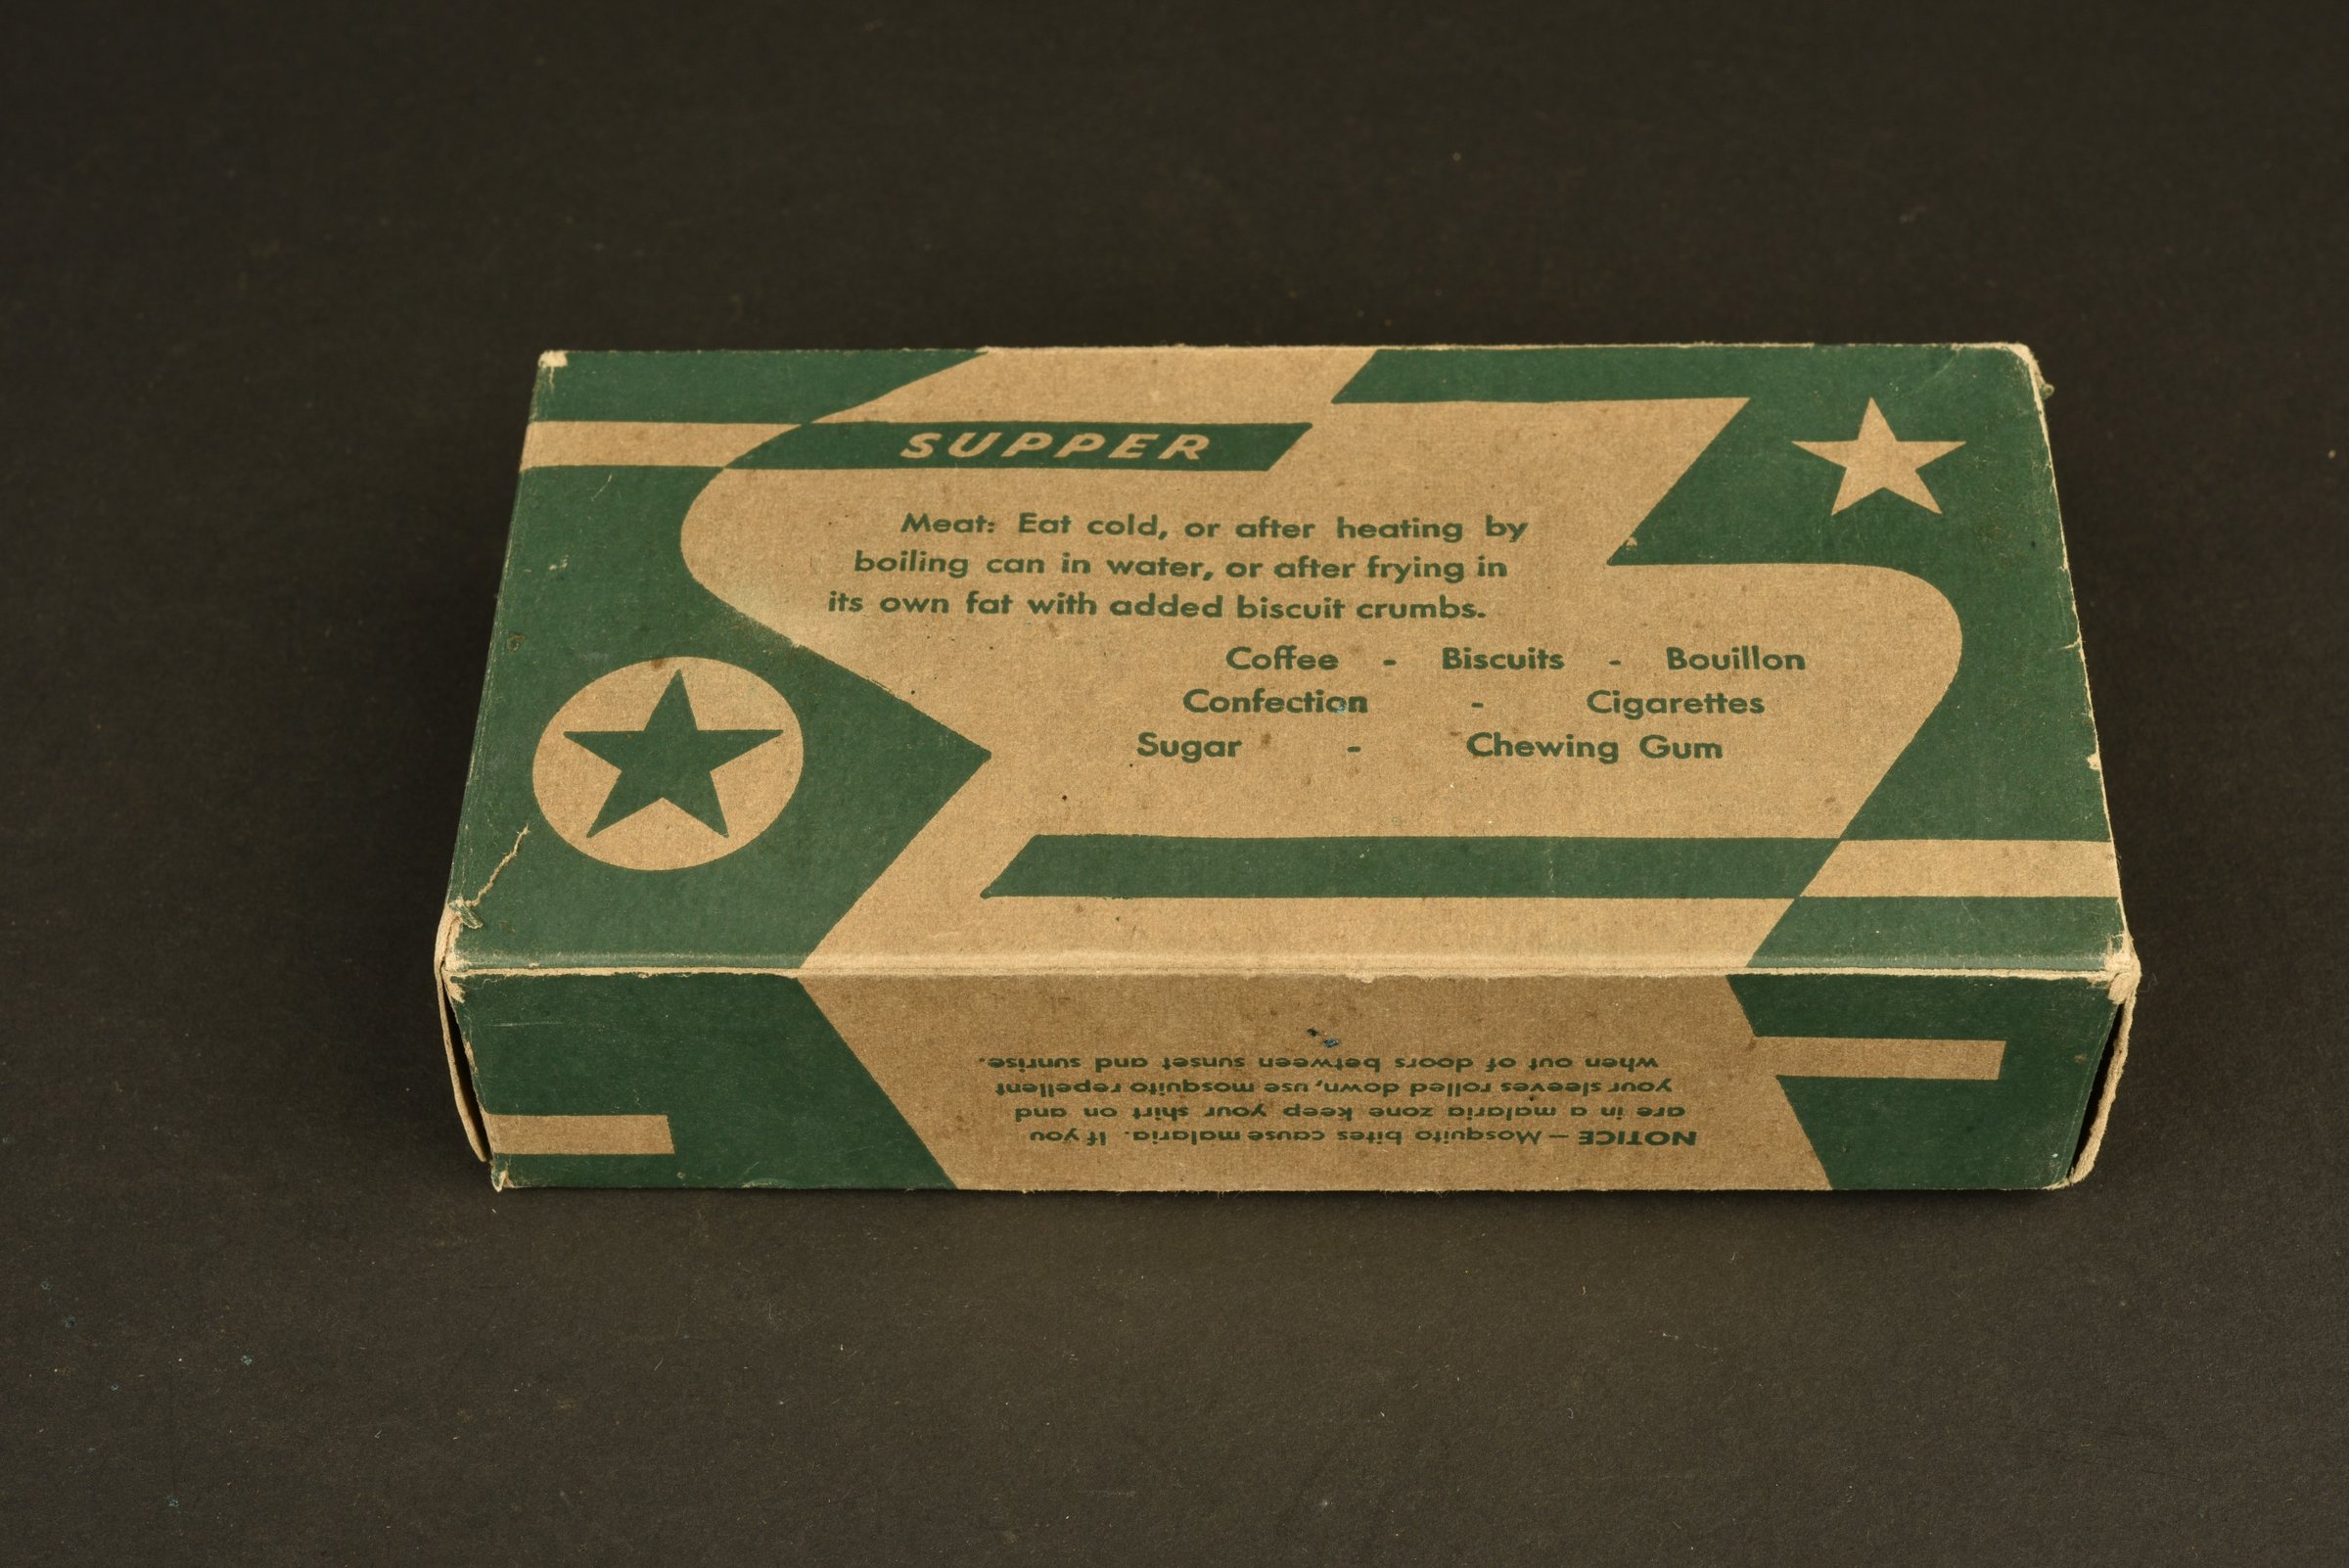 SUPPER
Meat: Eat cold, or after heating by
boiling can in water, or after frying in
its own fat with added biscuit crumbs.
Coffee - Biscuits - Bouillon
Confection - Cigarettes
Sugar - Chewing Gum
NOTICE — Mosquito bites cause malaria. If you
are in a malaria zone keep your shirt on and
your sleeves rolled down, use mosquito repellent
when out of doors between sunset and sunrise.